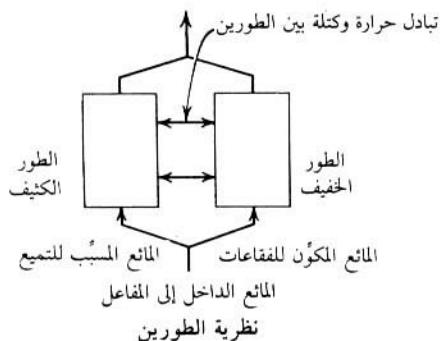 تبادل حرارة وكتلة بين الطورين
الطور
الخفيف
الطور
الكثيف
المائع المكوِّن للفقاعات
المائع المسبِّب للتميع
المائع الداخل إلى المفاعل
نظرية الطورين